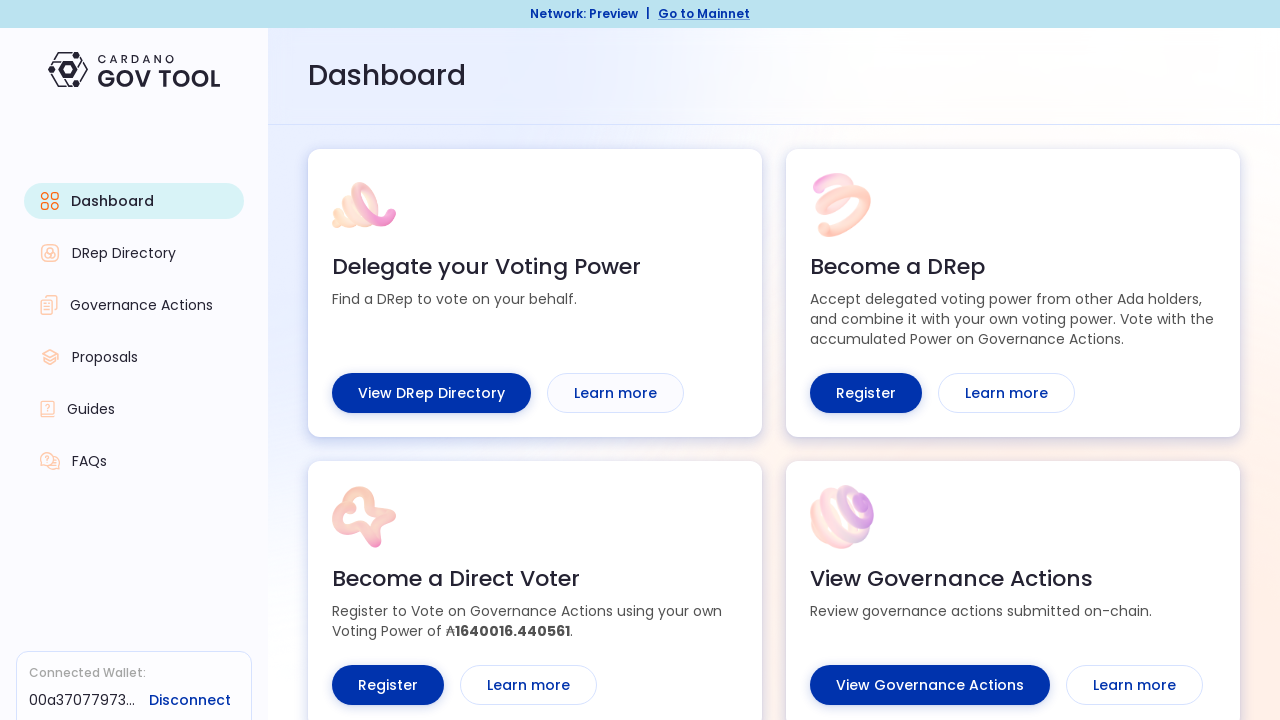 Network: Preview | Go to Mainnet
CARDANO
GOV TOOL
Dashboard
DRep Directory
Governance Actions
Proposals
Guides
FAQs
Connected Wallet:
00a37077973... Disconnect
Dashboard
Delegate your Voting Power
Find a DRep to vote on your behalf.
View DRep Directory Learn more
Become a DRep
Accept delegated voting power from other Ada holders,
and combine it with your own voting power. Vote with the
accumulated Power on Governance Actions.
Register Learn more
Become a Direct Voter
Register to Vote on Governance Actions using your own
Voting Power of ₳1640016.440561.
Register Learn more
View Governance Actions
Review governance actions submitted on-chain.
View Governance Actions Learn more